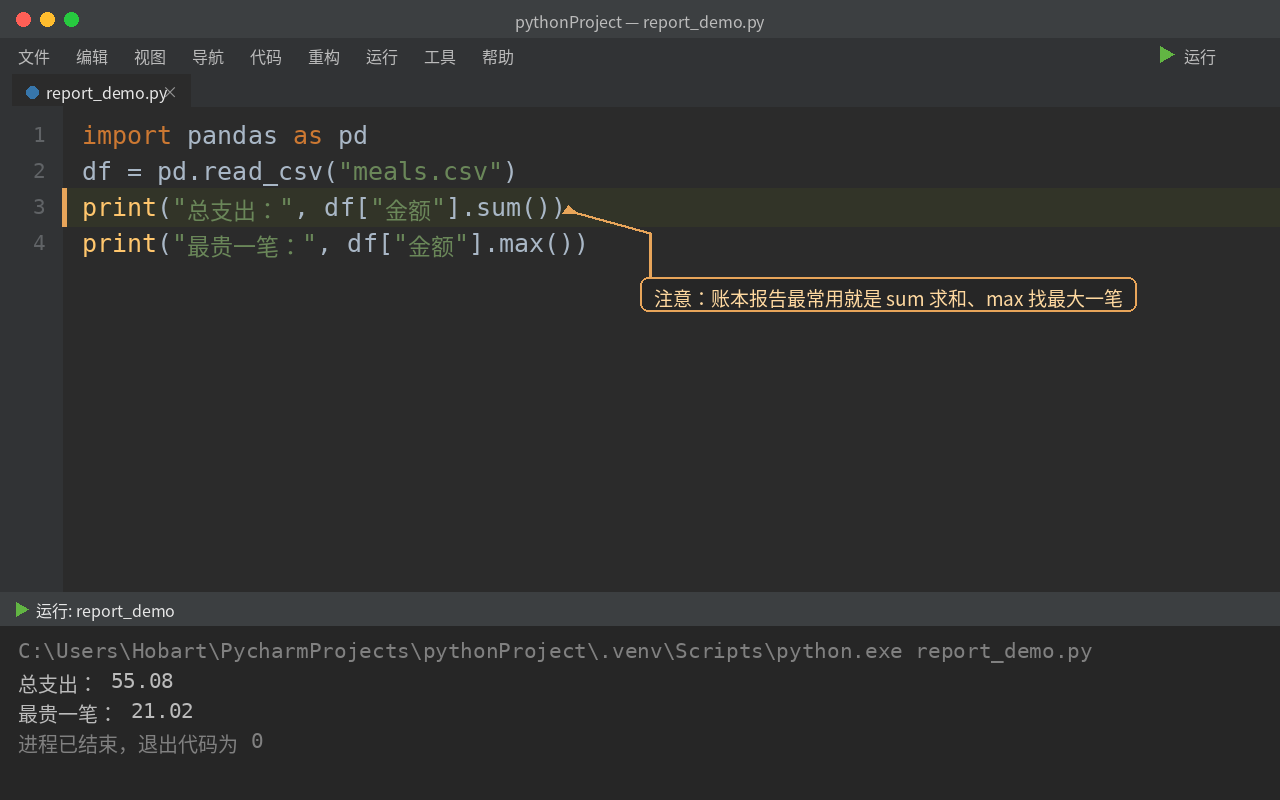 pythonProject — report_demo.py
文件 编辑 视图 导航 代码 重构 运行 工具 帮助 运行
report_demo.py
1 import pandas as pd
2 df = pd.read_csv("meals.csv")
3 print("总支出：", df["金额"].sum())
4 print("最贵一笔：", df["金额"].max())
注意：账本报告最常用就是 sum 求和、max 找最大一笔
运行: report_demo
C:\Users\Hobart\PycharmProjects\pythonProject\.venv\Scripts\python.exe report_demo.py
总支出： 55.08
最贵一笔： 21.02
进程已结束，退出代码为 0